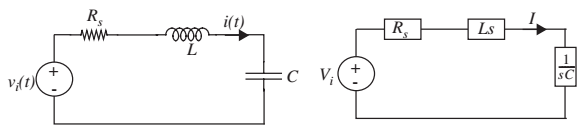 R_s
i(t)
L
v_i(t)
+
-
C
R_s
Ls
I
V_i
+
-
1/sC